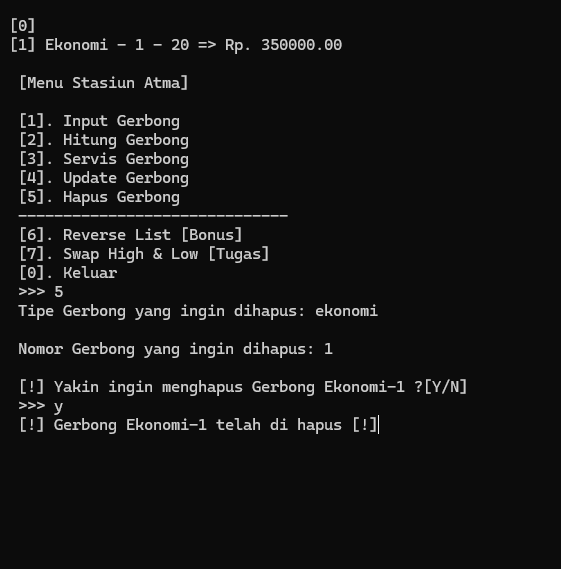 [0]
[1] Ekonomi - 1 - 20 => Rp. 350000.00
[Menu Stasiun Atma]
[1]. Input Gerbong
[2]. Hitung Gerbong
[3]. Servis Gerbong
[4]. Update Gerbong
[5]. Hapus Gerbong
------------------------------
[6]. Reverse List [Bonus]
[7]. Swap High & Low [Tugas]
[0]. Keluar
>>> 5
Tipe Gerbong yang ingin dihapus: ekonomi
Nomor Gerbong yang ingin dihapus: 1
[!] Yakin ingin menghapus Gerbong Ekonomi-1 ?[Y/N]
>>> y
[!] Gerbong Ekonomi-1 telah di hapus [!]